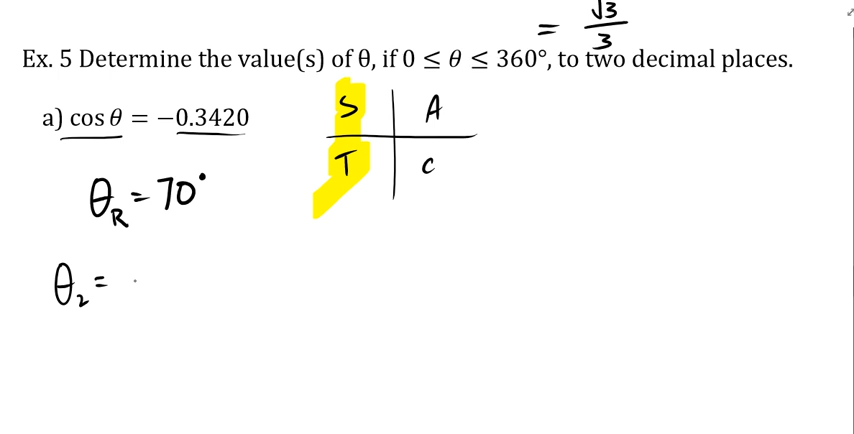 = √3/3
Ex. 5 Determine the value(s) of θ, if 0 ≤ θ ≤ 360°, to two decimal places.
a) cos θ = −0.3420
S A
T C
θR = 70°
θ2 =